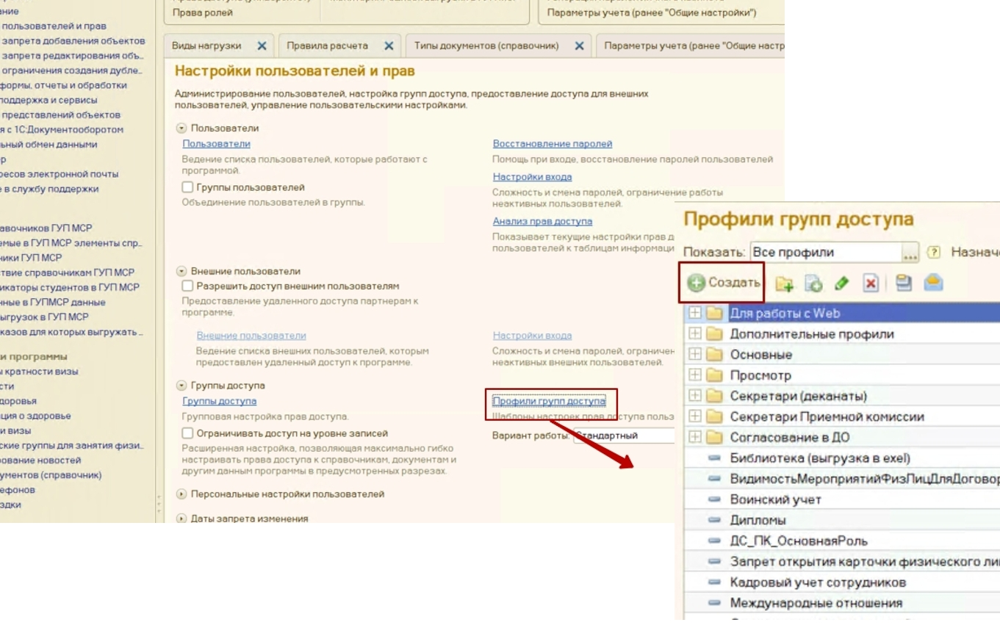 пользователей и прав
запрета добавления объектов
запрета редактирования объ...
ограничения создания дубле...
формы, отчеты и обработки
поддержка и сервисы
представлений объектов
я с 1С:Документооборотом
ьный обмен данными
р
ресов электронной почты
е в службу поддержки
авочников ГУП МСР
емые в ГУП МСР элементы спр...
ники ГУП МСР
ствие справочникам ГУП МСР
икаторы студентов в ГУП МСР
нные в ГУПМСР данные
ыгрузок в ГУП МСР
казов для которых выгружать ...
и программы
ы кратности визы
сти
доровья
ция о здоровье
и визы
ские группы для занятия физи...
рование новостей
ументов (справочник)
ефонов
здки
Права ролей
Параметры учета (ранее "Общие настройки")
Виды нагрузки
Правила расчета
Типы документов (справочник)
Параметры учета (ранее "Общие настр
Настройки пользователей и прав
Администрирование пользователей, настройка групп доступа, предоставление доступа для внешних
пользователей, управление пользовательскими настройками.
Пользователи
Пользователи
Ведение списка пользователей, которые работают с
программой.
Группы пользователей
Объединение пользователей в группы.
Восстановление паролей
Помощь при входе, восстановление паролей пользователей
Настройки входа
Сложность и смена паролей, ограничение работы
неактивных пользователей.
Анализ прав доступа
Показывает текущие настройки прав д
пользователей к таблицам информаци
Внешние пользователи
Разрешить доступ внешним пользователям
Предоставление удаленного доступа партнерам к
программе.
Внешние пользователи
Ведение списка внешних пользователей, которым
предоставлен удаленный доступ к программе.
Настройки входа
Сложность и смена паролей, ограничен
неактивных внешних пользователей.
Группы доступа
Группы доступа
Групповая настройка прав доступа.
Ограничивать доступ на уровне записей
Расширенная настройка, позволяющая максимально гибко
настраивать права доступа к справочникам, документам и
другим данным программы в предусмотренных разрезах.
Профили групп доступа
Шаблоны настроек прав доступа польз
Вариант работы: Стандартный
Персональные настройки пользователей
Даты запрета изменения
Профили групп доступа
Показать: Все профили ... ? Назначе
Создать
Для работы с Web
Дополнительные профили
Основные
Просмотр
Секретари (деканаты)
Секретари Приемной комиссии
Согласование в ДО
Библиотека (выгрузка в exel)
ВидимостьМероприятийФизЛицДляДоговор
Воинский учет
Дипломы
ДС_ПК_ОсновнаяРоль
Запрет открытия карточки физического ли
Кадровый учет сотрудников
Международные отношения